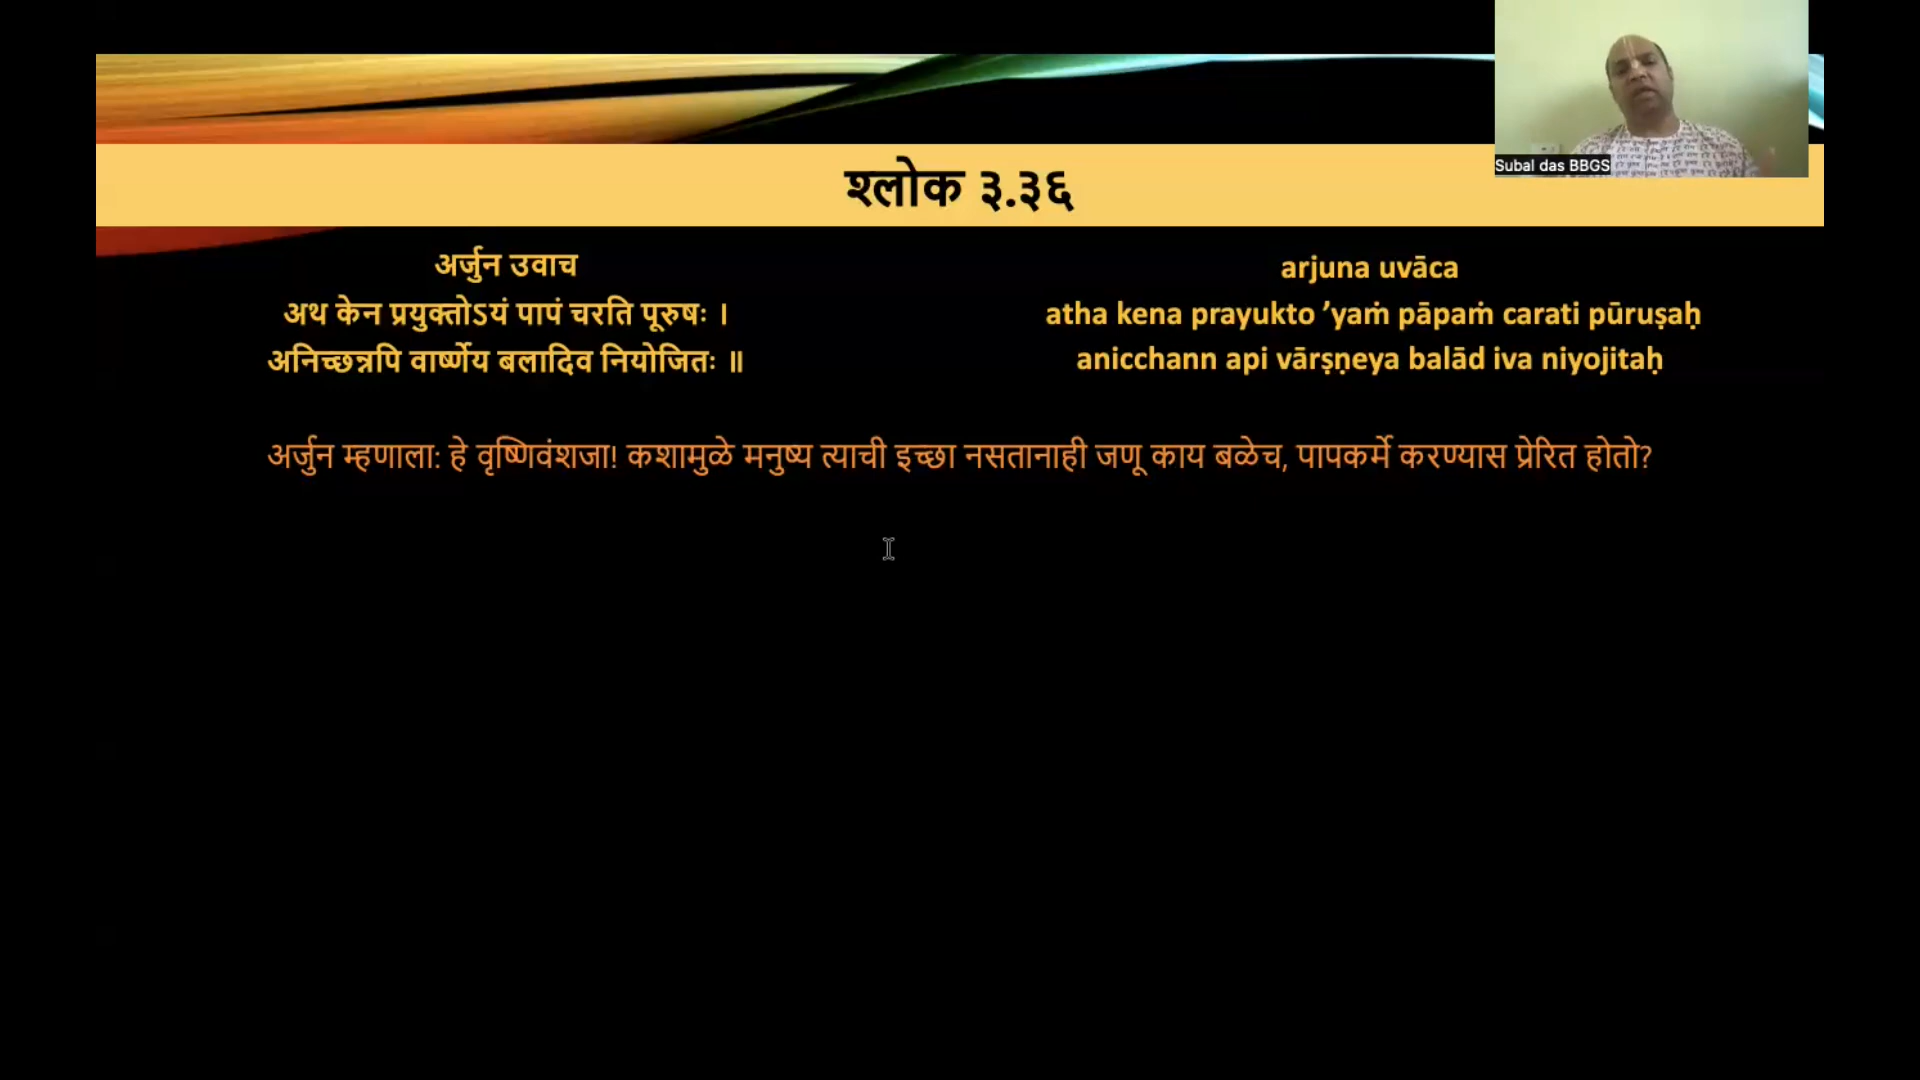 Subal das BBGS
श्लोक ३.३६
अर्जुन उवाच
अथ केन प्रयुक्तोऽयं पापं चरति पूरुषः ।
अनिच्छन्नपि वार्ष्णेय बलादिव नियोजितः ॥
arjuna uvāca
atha kena prayukto ’yaṁ pāpaṁ carati pūruṣaḥ
anicchann api vārṣṇeya balād iva niyojitaḥ
अर्जुन म्हणाला: हे वृष्णिवंशजा! कशामुळे मनुष्य त्याची इच्छा नसतानाही जणू काय बळेच, पापकर्मे करण्यास प्रेरित होतो?